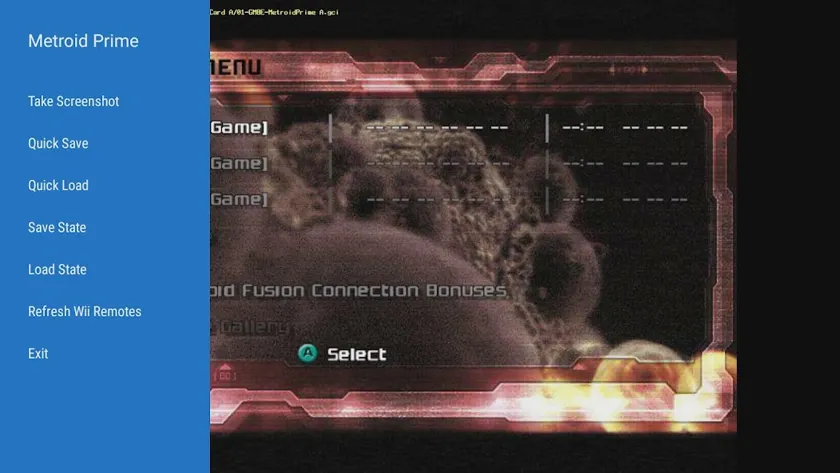 Card A/01-GM8E-MetroidPrime A.gci
Metroid Prime
Take Screenshot
Quick Save
Quick Load
Save State
Load State
Refresh Wii Remotes
Exit
MENU
Game]
-- -- -- -- -- -- --:-- -- -- --
Game]
-- -- -- -- -- -- --:-- -- -- --
Game]
-- -- -- -- -- -- --:-- -- -- --
oid Fusion Connection Bonuses
Gallery
A Select